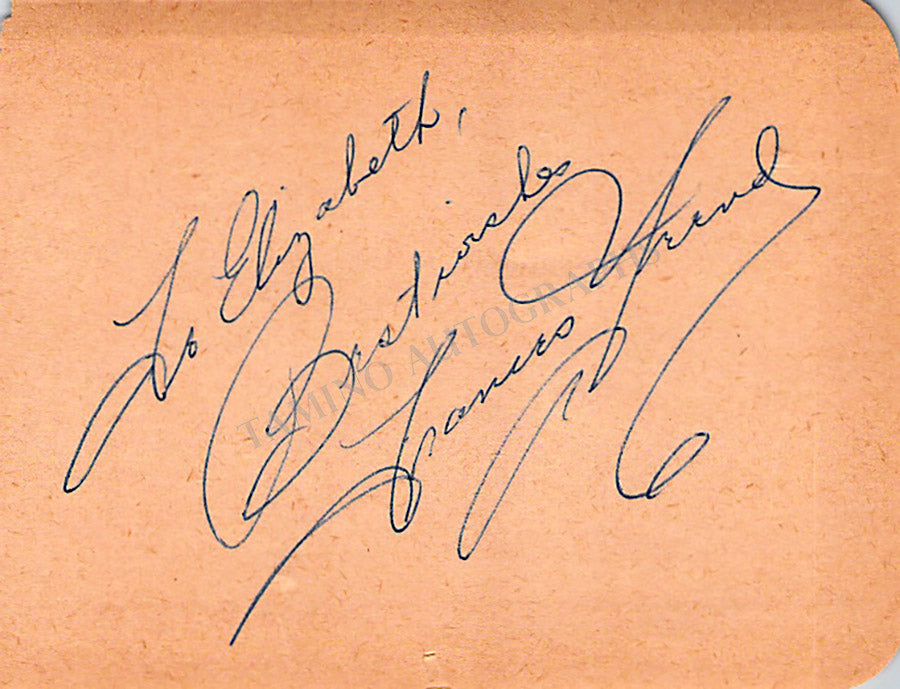 To Elizabeth,
Best wishes
Frances Yeend
TAMINO AUTOGRAPHS